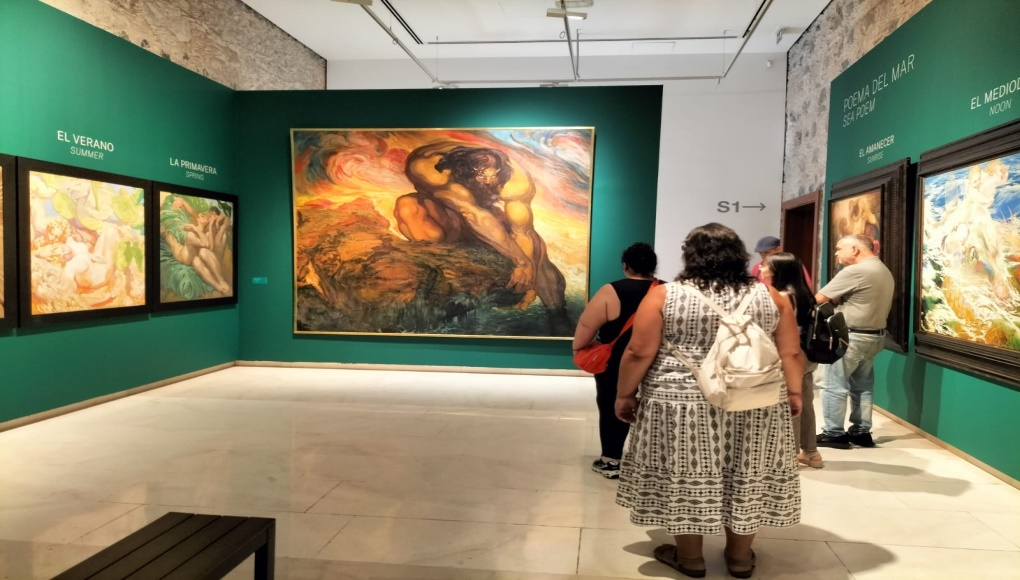 EL VERANO
SUMMER
LA PRIMAVERA
SPRING
S1→
POEMA DEL MAR
SEA POEM
EL AMANECER
SUNRISE
EL MEDIOD
NOON